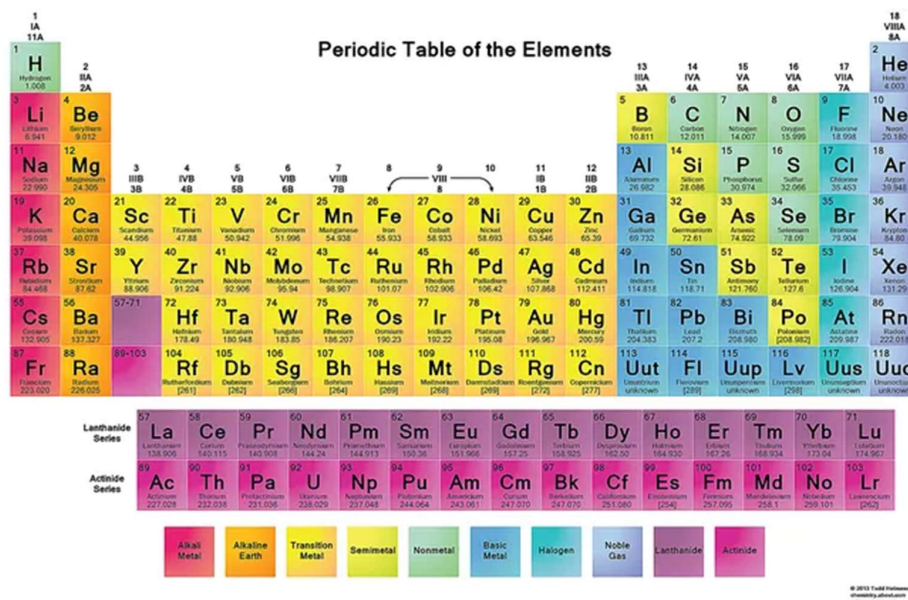 1 18
IA VIIIA
11A 8A
Periodic Table of the Elements
1 2
H He
Hydrogen Helium
1.008 4.003
2 13 14 15 16 17
IIA IIIA IVA VA VIA VIIA
2A 3A 4A 5A 6A 7A
3 4 5 6 7 8 9 10
Li Be B C N O F Ne
Lithium Beryllium Boron Carbon Nitrogen Oxygen Fluorine Neon
6.941 9.012 10.811 12.011 14.007 15.999 18.998 20.180
11 12 13 14 15 16 17 18
Na Mg Al Si P S Cl Ar
Sodium Magnesium Aluminum Silicon Phosphorus Sulfur Chlorine Argon
22.990 24.305 26.982 28.086 30.974 32.066 35.453 39.948
3 4 5 6 7 8 9 10 11 12
IIIB IVB VB VIB VIIB VIII IB IIB
3B 4B 5B 6B 7B 8 1B 2B
19 20 21 22 23 24 25 26 27 28 29 30 31 32 33 34 35 36
K Ca Sc Ti V Cr Mn Fe Co Ni Cu Zn Ga Ge As Se Br Kr
Potassium Calcium Scandium Titanium Vanadium Chromium Manganese Iron Cobalt Nickel Copper Zinc Gallium Germanium Arsenic Selenium Bromine Krypton
39.098 40.078 44.956 47.88 50.942 51.996 54.938 55.933 58.933 58.693 63.546 65.39 69.732 72.61 74.922 78.09 79.904 84.80
37 38 39 40 41 42 43 44 45 46 47 48 49 50 51 52 53 54
Rb Sr Y Zr Nb Mo Tc Ru Rh Pd Ag Cd In Sn Sb Te I Xe
Rubidium Strontium Yttrium Zirconium Niobium Molybdenum Technetium Ruthenium Rhodium Palladium Silver Cadmium Indium Tin Antimony Tellurium Iodine Xenon
84.468 87.62 88.906 91.224 92.906 95.94 98.907 101.07 102.906 106.42 107.868 112.411 114.818 118.71 121.760 127.6 126.904 131.29
55 56 57-71 72 73 74 75 76 77 78 79 80 81 82 83 84 85 86
Cs Ba Hf Ta W Re Os Ir Pt Au Hg Tl Pb Bi Po At Rn
Cesium Barium Hafnium Tantalum Tungsten Rhenium Osmium Iridium Platinum Gold Mercury Thallium Lead Bismuth Polonium Astatine Radon
132.905 137.327 178.49 180.948 183.85 186.207 190.23 192.22 195.08 196.967 200.59 204.383 207.2 208.980 [208.982] 209.987 222.018
87 88 89-103 104 105 106 107 108 109 110 111 112 113 114 115 116 117 118
Fr Ra Rf Db Sg Bh Hs Mt Ds Rg Cn Uut Fl Uup Lv Uus Uuo
Francium Radium Rutherfordium Dubnium Seaborgium Bohrium Hassium Meitnerium Darmstadtium Roentgenium Copernicium Ununtrium Flerovium Ununpentium Livermorium Ununseptium Ununoctium
223.020 226.025 [261] [262] [266] [264] [269] [268] [269] [272] [277] unknown [289] unknown [298] unknown unknown
Lanthanide
Series
57 58 59 60 61 62 63 64 65 66 67 68 69 70 71
La Ce Pr Nd Pm Sm Eu Gd Tb Dy Ho Er Tm Yb Lu
Lanthanum Cerium Praseodymium Neodymium Promethium Samarium Europium Gadolinium Terbium Dysprosium Holmium Erbium Thulium Ytterbium Lutetium
138.906 140.115 140.908 144.24 144.913 150.36 151.966 157.25 158.925 162.50 164.930 167.26 168.934 173.04 174.967
Actinide
Series
89 90 91 92 93 94 95 96 97 98 99 100 101 102 103
Ac Th Pa U Np Pu Am Cm Bk Cf Es Fm Md No Lr
Actinium Thorium Protactinium Uranium Neptunium Plutonium Americium Curium Berkelium Californium Einsteinium Fermium Mendelevium Nobelium Lawrencium
227.028 232.038 231.036 238.029 237.048 244.064 243.061 247.070 247.070 251.080 [254] 257.095 258.1 259.101 [262]
Alkali Metal Alkaline Earth Transition Metal Semimetal Nonmetal Basic Metal Halogen Noble Gas Lanthanide Actinide
© 2013 Todd
chemistry.about.com